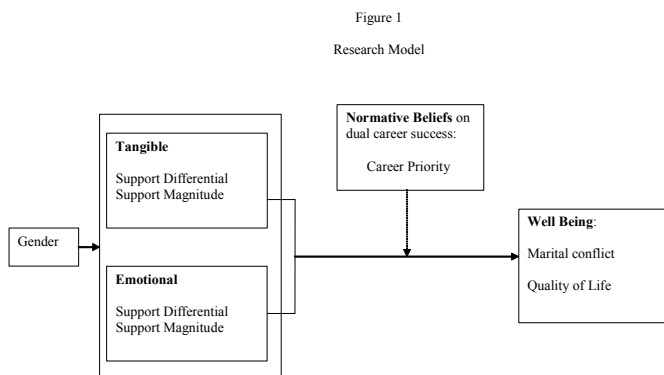 Figure 1
Research Model
Normative Beliefs on
dual career success:
Career Priority
Tangible
Support Differential
Support Magnitude
Gender
Emotional
Support Differential
Support Magnitude
Well Being:
Marital conflict
Quality of Life